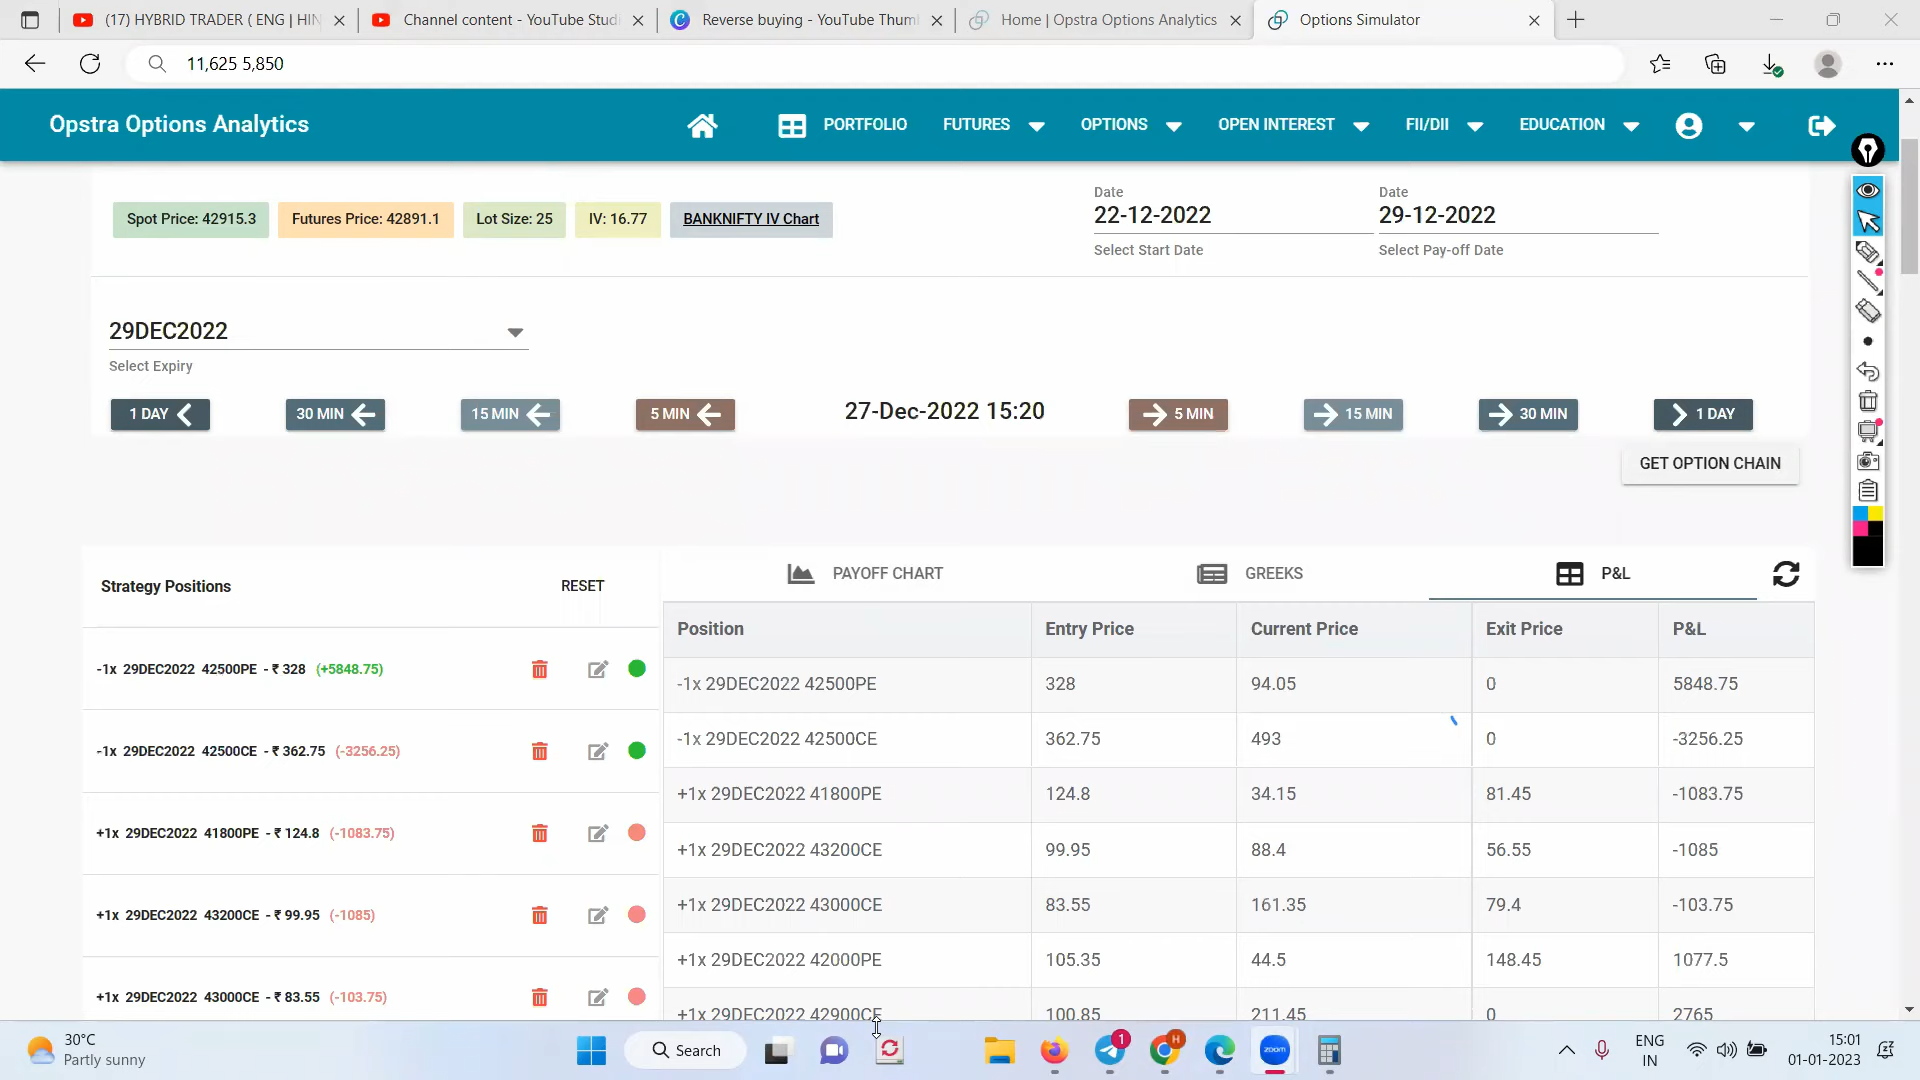 (17) HYBRID TRADER ( ENG | HIN
Channel content - YouTube Studi
Reverse buying - YouTube Thum
Home | Opstra Options Analytics
Options Simulator
11,625 5,850
Opstra Options Analytics
PORTFOLIO
FUTURES
OPTIONS
OPEN INTEREST
FII/DII
EDUCATION
Spot Price: 42915.3
Futures Price: 42891.1
Lot Size: 25
IV: 16.77
BANKNIFTY IV Chart
Date
22-12-2022
Select Start Date
Date
29-12-2022
Select Pay-off Date
29DEC2022
Select Expiry
1 DAY
30 MIN
15 MIN
5 MIN
27-Dec-2022 15:20
5 MIN
15 MIN
30 MIN
1 DAY
GET OPTION CHAIN
Strategy Positions
RESET
-1x 29DEC2022 42500PE - ₹ 328 (+5848.75)
-1x 29DEC2022 42500CE - ₹ 362.75 (-3256.25)
+1x 29DEC2022 41800PE - ₹ 124.8 (-1083.75)
+1x 29DEC2022 43200CE - ₹ 99.95 (-1085)
+1x 29DEC2022 43000CE - ₹ 83.55 (-103.75)
PAYOFF CHART
GREEKS
P&L
Position Entry Price Current Price Exit Price P&L
-1x 29DEC2022 42500PE 328 94.05 0 5848.75
-1x 29DEC2022 42500CE 362.75 493 0 -3256.25
+1x 29DEC2022 41800PE 124.8 34.15 81.45 -1083.75
+1x 29DEC2022 43200CE 99.95 88.4 56.55 -1085
+1x 29DEC2022 43000CE 83.55 161.35 79.4 -103.75
+1x 29DEC2022 42000PE 105.35 44.5 148.45 1077.5
+1x 29DEC2022 42900CE 100.85 211.45 0 2765
30°C
Partly sunny
Search
1
H
zoom
ENG
IN
15:01
01-01-2023